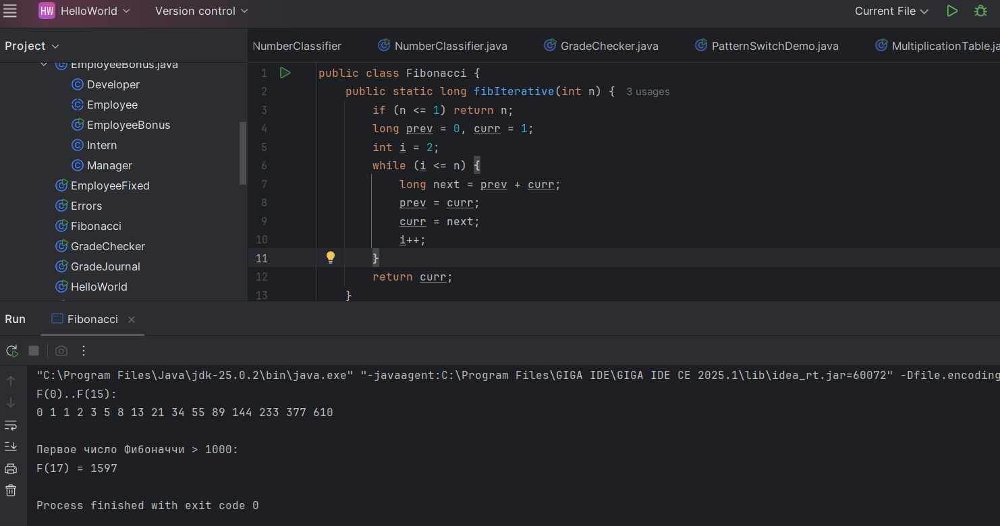 HW HelloWorld Version control Current File
Project
NumberClassifier NumberClassifier.java GradeChecker.java PatternSwitchDemo.java MultiplicationTable.ja
EmployeeBonus.java
Developer
Employee
EmployeeBonus
Intern
Manager
EmployeeFixed
Errors
Fibonacci
GradeChecker
GradeJournal
HelloWorld
1 public class Fibonacci {
2 public static long fibIterative(int n) { 3 usages
3 if (n <= 1) return n;
4 long prev = 0, curr = 1;
5 int i = 2;
6 while (i <= n) {
7 long next = prev + curr;
8 prev = curr;
9 curr = next;
10 i++;
11 }
12 return curr;
13 }
Run Fibonacci
"C:\Program Files\Java\jdk-25.0.2\bin\java.exe" "-javaagent:C:\Program Files\GIGA IDE\GIGA IDE CE 2025.1\lib\idea_rt.jar=60072" -Dfile.encoding
F(0)..F(15):
0 1 1 2 3 5 8 13 21 34 55 89 144 233 377 610
Первое число Фибоначчи > 1000:
F(17) = 1597
Process finished with exit code 0